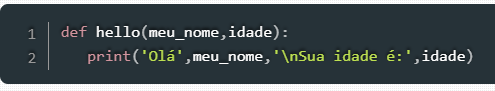 1 def hello(meu_nome,idade):
2 print('Olá',meu_nome,'\nSua idade é:',idade)